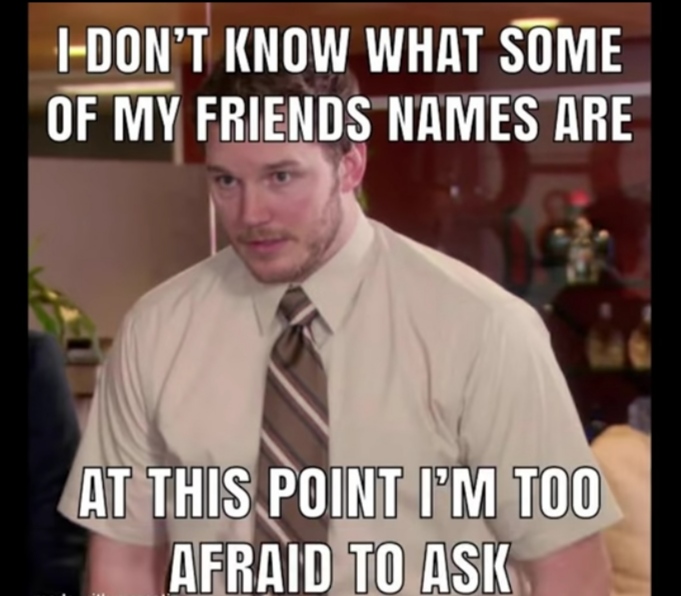 I DON'T KNOW WHAT SOME
OF MY FRIENDS NAMES ARE
AT THIS POINT I'M TOO
AFRAID TO ASK